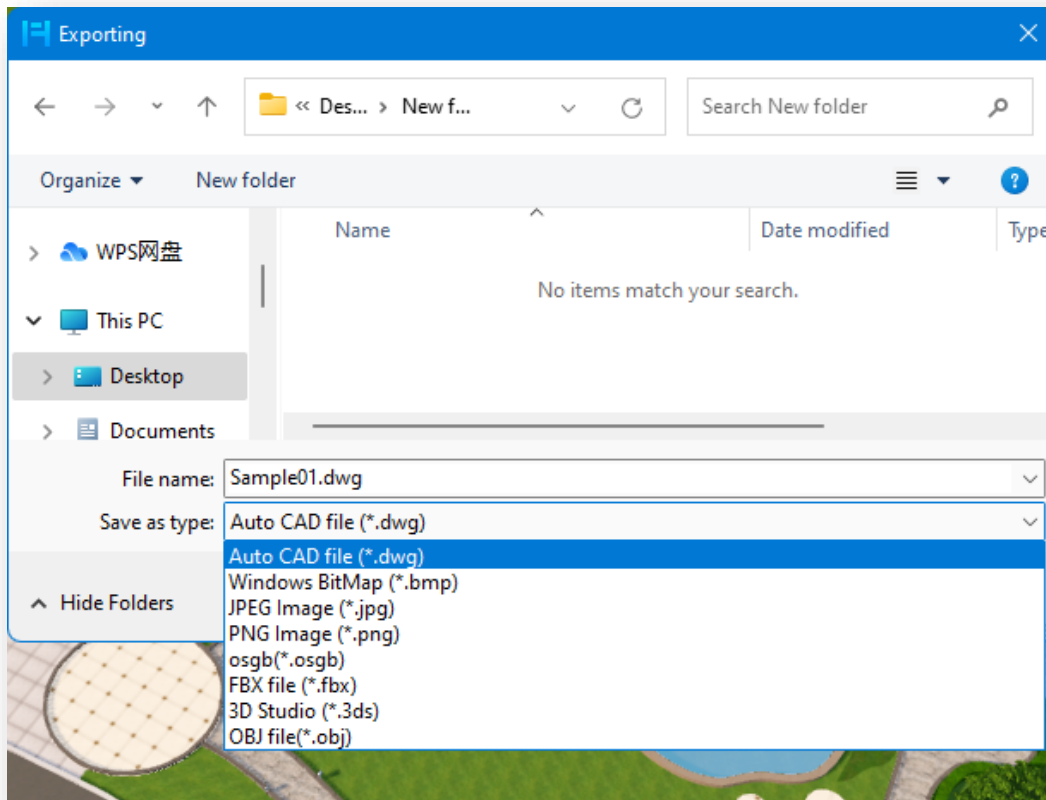 Exporting
« Des... › New f...
Search New folder
Organize
New folder
?
Name
Date modified
Type
WPS网盘
No items match your search.
This PC
Desktop
Documents
File name: Sample01.dwg
Save as type: Auto CAD file (*.dwg)
Auto CAD file (*.dwg)
Windows BitMap (*.bmp)
JPEG Image (*.jpg)
PNG Image (*.png)
osgb(*.osgb)
FBX file (*.fbx)
3D Studio (*.3ds)
OBJ file(*.obj)
Hide Folders